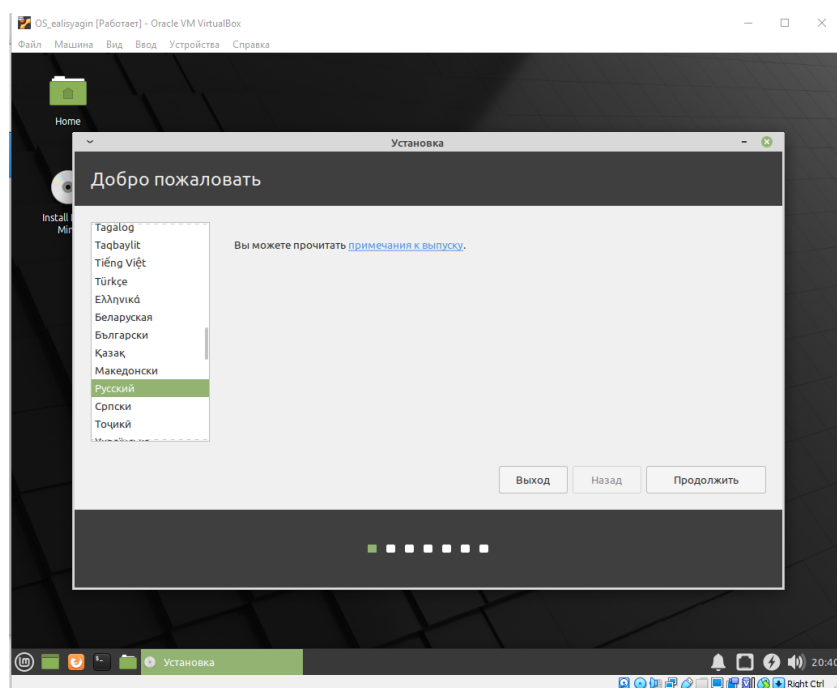 OS_ealisyagin [Работает] - Oracle VM VirtualBox
Файл Машина Вид Ввод Устройства Справка
Home
Установка
Добро пожаловать
Install
Tagalog
Taqbaylit
Tiếng Việt
Türkçe
Ελληνικά
Беларуская
Български
Қазақ
Македонски
Русский
Српски
Тоҷикӣ
Вы можете прочитать примечания к выпуску.
Выход
Назад
Продолжить
Установка
20:40
Right Ctrl